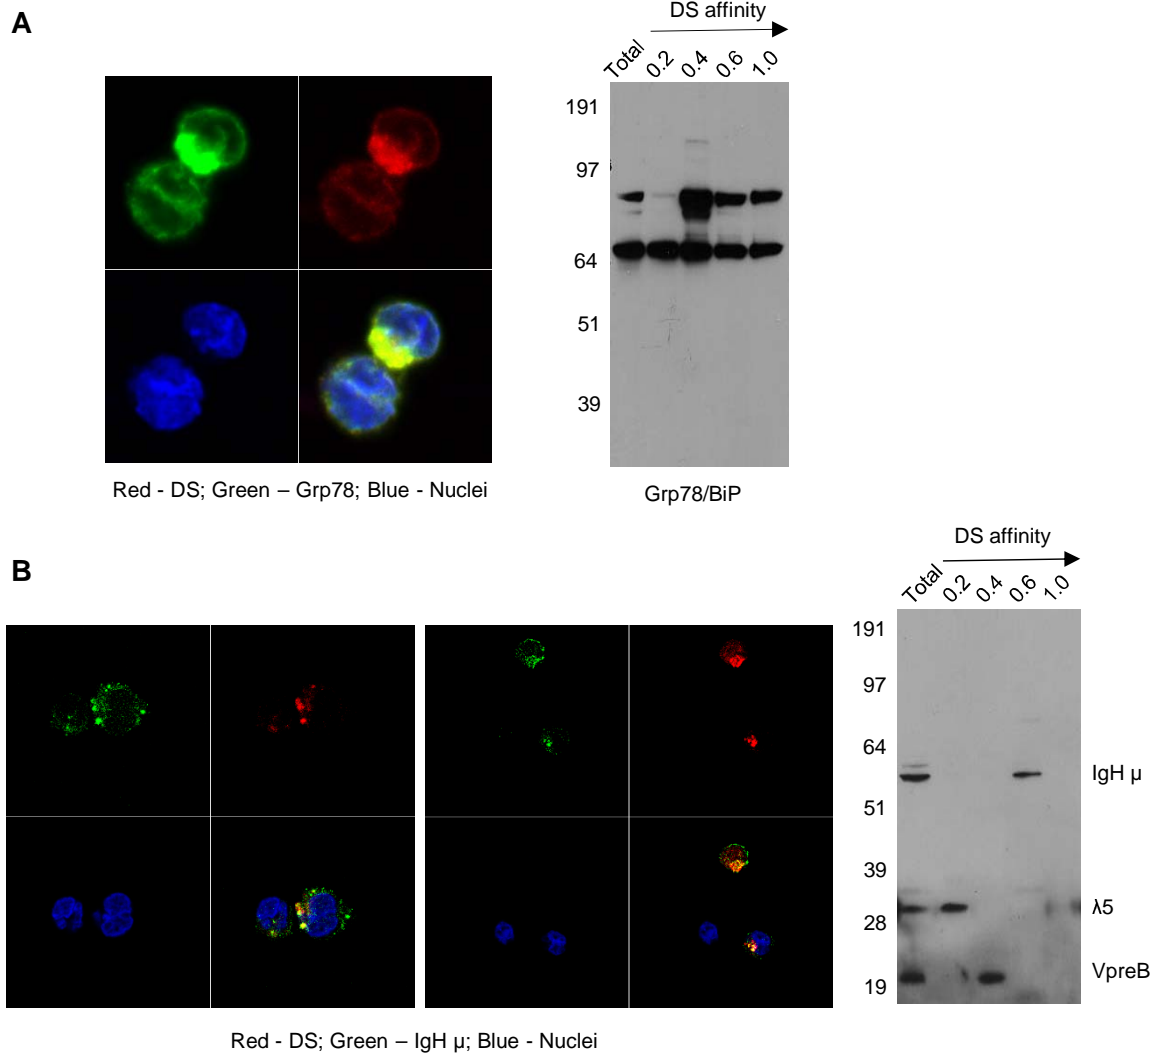 A
DS affinity
Total 0.2 0.4 0.6 1.0
191
97
64
51
39
Red - DS; Green – Grp78; Blue - Nuclei
Grp78/BiP
B
DS affinity
Total 0.2 0.4 0.6 1.0
191
97
64
51
39
28
19
IgH µ
λ5
VpreB
Red - DS; Green – IgH µ; Blue - Nuclei